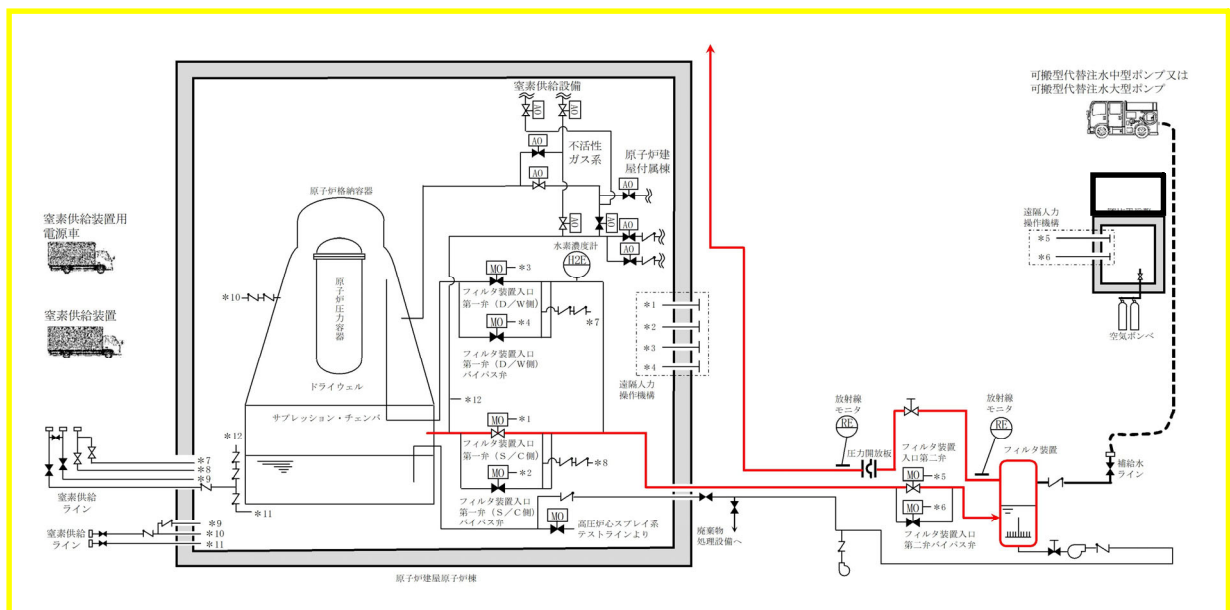 窒素供給設備
AO
AO
AO
不活性
ガス系
AO
原子炉建
屋付属棟
AO
原子炉格納容器
AO
AO
AO
AO
水素濃度計
H2E
窒素供給装置用
電源車
窒素供給装置
原子炉圧力容器
*10
ドライウェル
サプレッション・チェンバ
MO
*3
フィルタ装置入口
第一弁(D/W側)
MO
*4
*7
フィルタ装置入口
第一弁(D/W側)
バイパス弁
*12
MO
*1
フィルタ装置入口
第一弁(S/C側)
MO
*2
*8
フィルタ装置入口
第一弁(S/C側)
バイパス弁
MO
高圧炉心スプレイ系
テストラインより
*1
*2
*3
*4
遠隔人力
操作機構
*12
*7
*8
*9
*11
窒素供給
ライン
*9
*10
*11
窒素供給
ライン
原子炉建屋原子炉棟
廃棄物
処理設備へ
可搬型代替注水中型ポンプ又は
可搬型代替注水大型ポンプ
遠隔人力
操作機構
*5
*6
空気ボンベ
放射線
モニタ
RE
圧力開放板
放射線
モニタ
RE
フィルタ装置
フィルタ装置
入口第二弁
MO
*5
MO
*6
フィルタ装置入口
第二弁バイパス弁
補給水
ライン